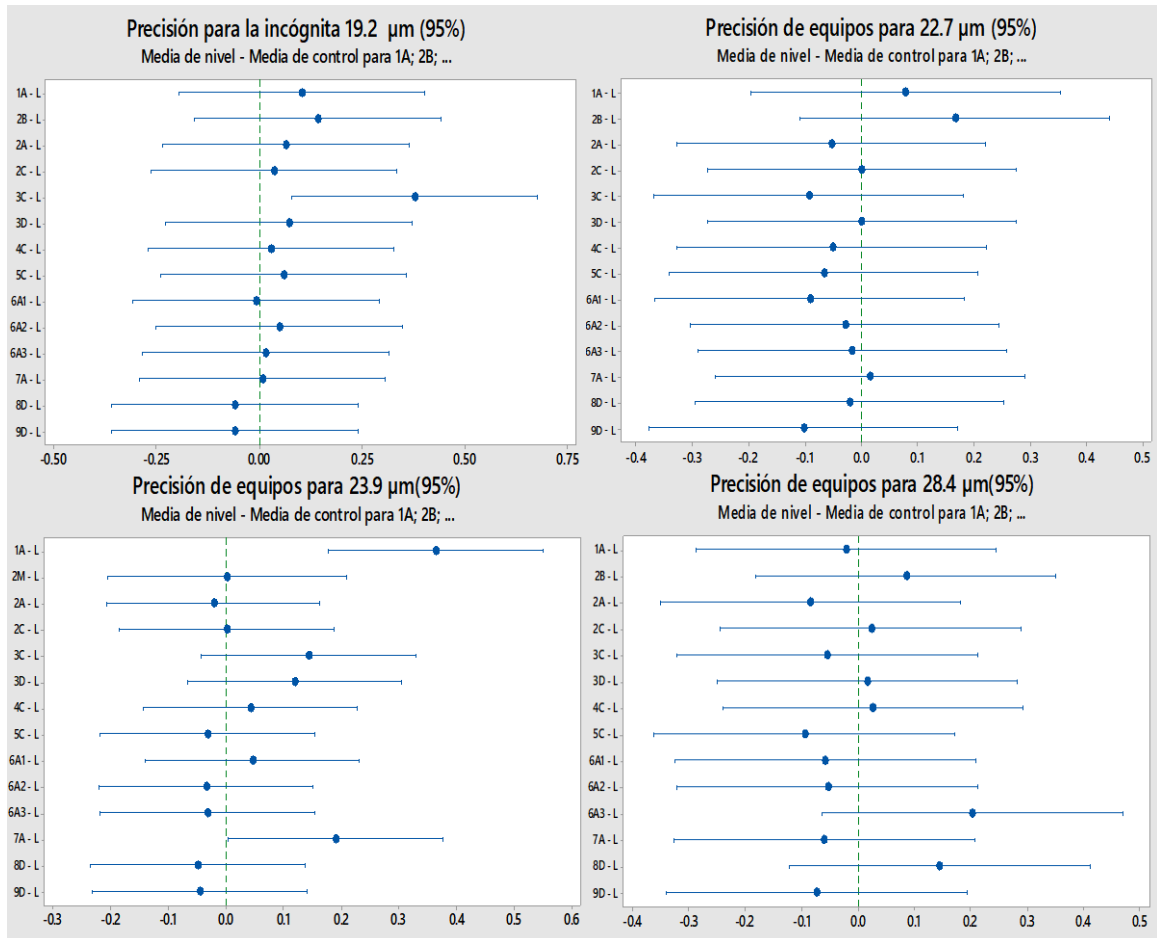 Precisión para la incógnita 19.2 µm (95%)
Media de nivel - Media de control para 1A; 2B; ...
1A - L
2B - L
2A - L
2C - L
3C - L
3D - L
4C - L
5C - L
6A1 - L
6A2 - L
6A3 - L
7A - L
8D - L
9D - L
-0.50 -0.25 0.00 0.25 0.50 0.75
Precisión de equipos para 22.7 µm (95%)
Media de nivel - Media de control para 1A; 2B; ...
1A - L
2B - L
2A - L
2C - L
3C - L
3D - L
4C - L
5C - L
6A1 - L
6A2 - L
6A3 - L
7A - L
8D - L
9D - L
-0.4 -0.3 -0.2 -0.1 0.0 0.1 0.2 0.3 0.4 0.5
Precisión de equipos para 23.9 µm(95%)
Media de nivel - Media de control para 1A; 2B; ...
1A - L
2M - L
2A - L
2C - L
3C - L
3D - L
4C - L
5C - L
6A1 - L
6A2 - L
6A3 - L
7A - L
8D - L
9D - L
-0.3 -0.2 -0.1 0.0 0.1 0.2 0.3 0.4 0.5 0.6
Precisión de equipos para 28.4 µm(95%)
Media de nivel - Media de control para 1A; 2B; ...
1A - L
2B - L
2A - L
2C - L
3C - L
3D - L
4C - L
5C - L
6A1 - L
6A2 - L
6A3 - L
7A - L
8D - L
9D - L
-0.4 -0.3 -0.2 -0.1 0.0 0.1 0.2 0.3 0.4 0.5